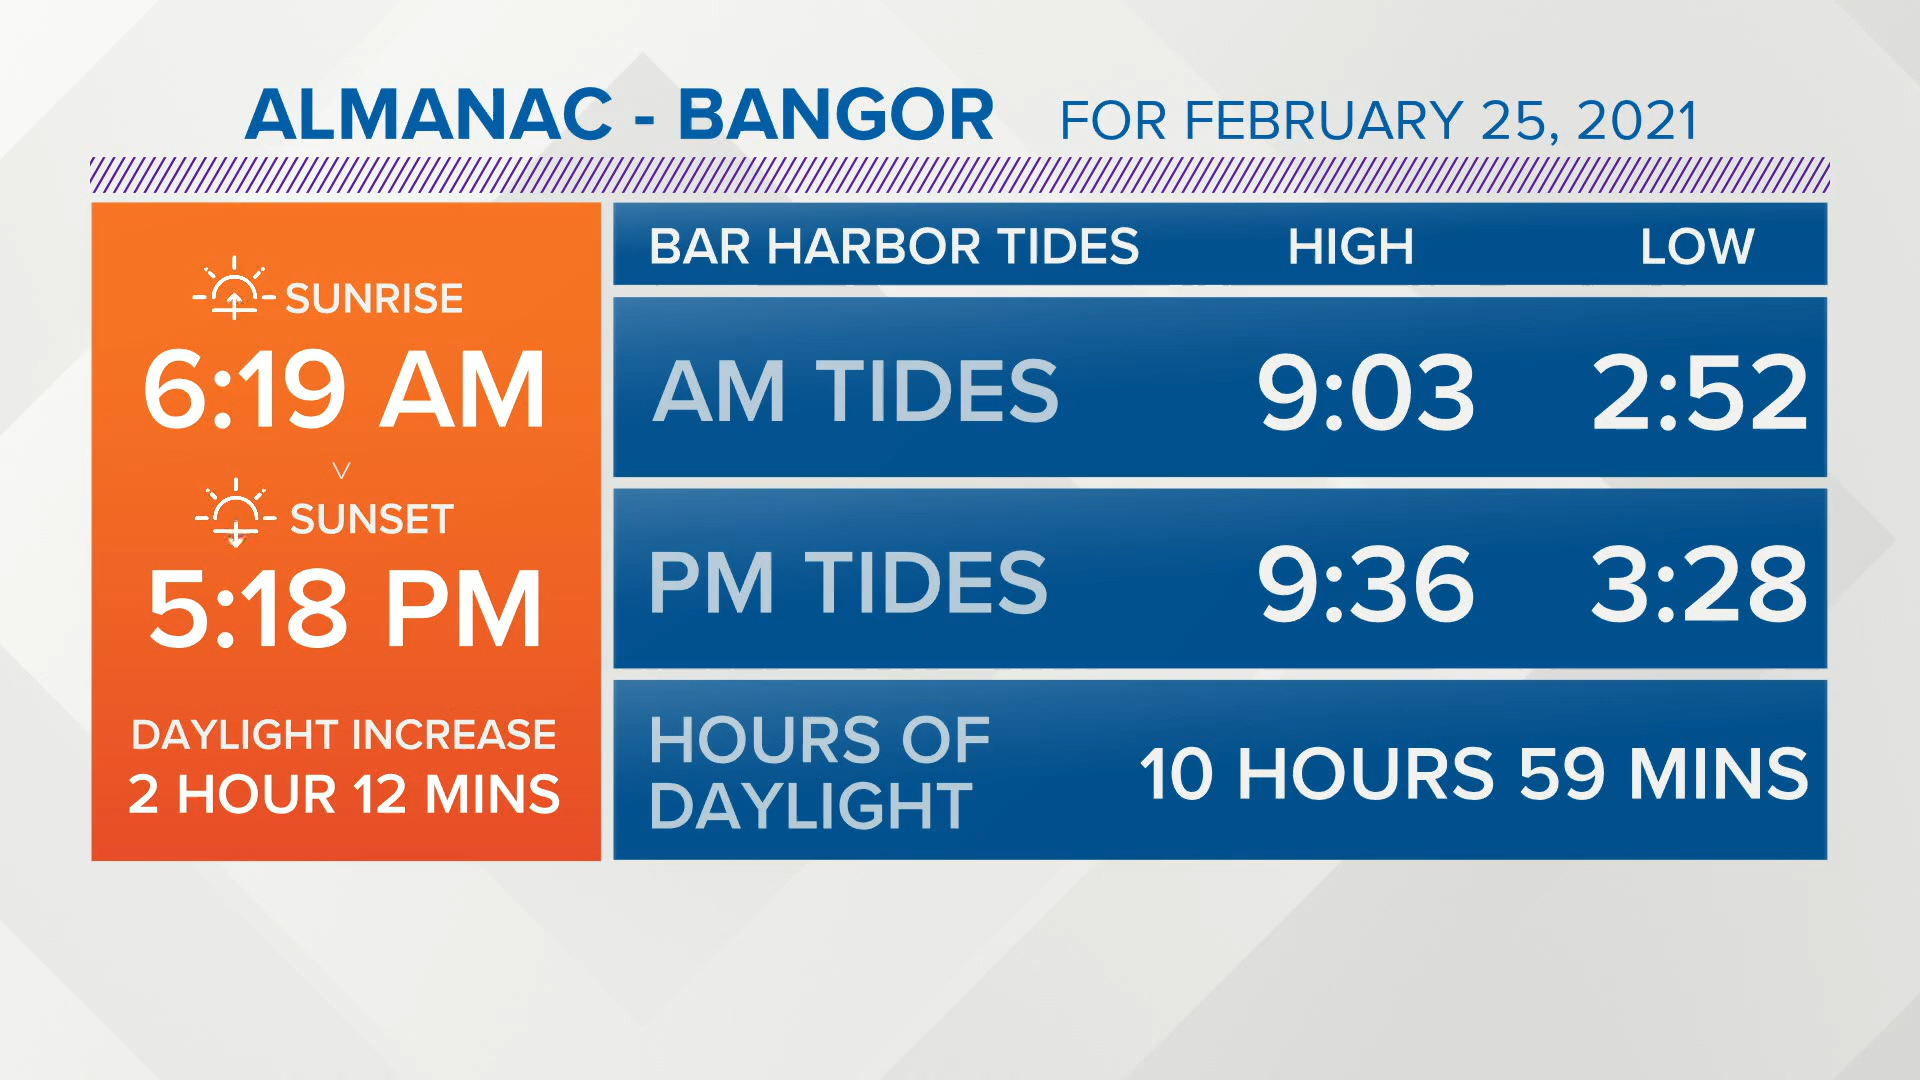 ALMANAC - BANGOR FOR FEBRUARY 25, 2021
SUNRISE
6:19 AM
SUNSET
5:18 PM
DAYLIGHT INCREASE
2 HOUR 12 MINS
BAR HARBOR TIDES HIGH LOW
AM TIDES 9:03 2:52
PM TIDES 9:36 3:28
HOURS OF
DAYLIGHT
10 HOURS 59 MINS